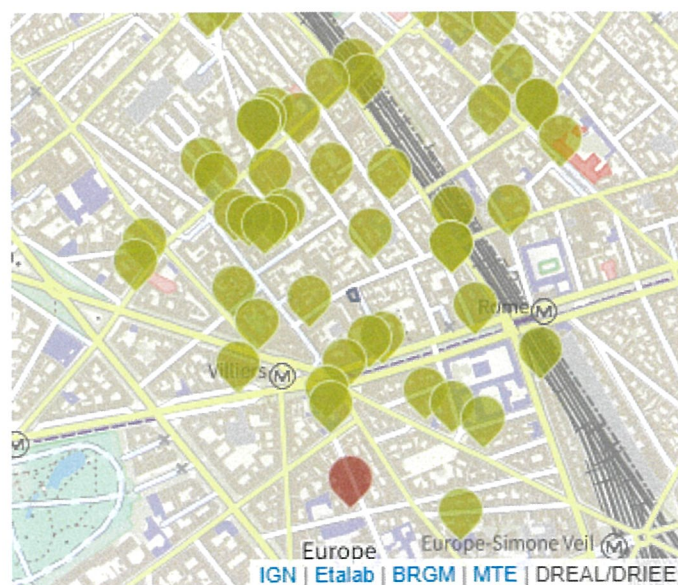 Rome M
Villiers M
M
Europe
Europe-Simone Veil M
IGN | Etalab | BRGM | MTE | DREAL/DRIEE